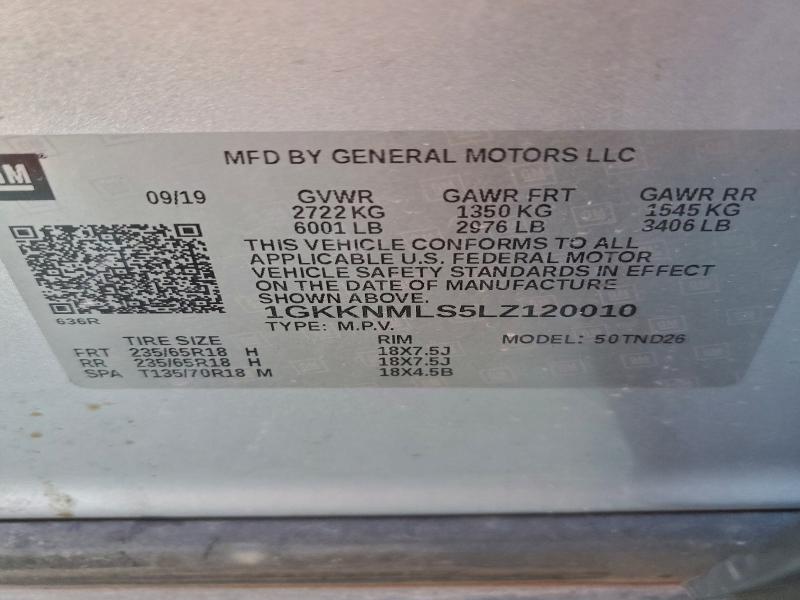 GM
MFD BY GENERAL MOTORS LLC
09/19 GVWR GAWR FRT GAWR RR
2722 KG 1350 KG 1545 KG
6001 LB 2976 LB 3406 LB
THIS VEHICLE CONFORMS TO ALL
APPLICABLE U.S. FEDERAL MOTOR
VEHICLE SAFETY STANDARDS IN EFFECT
ON THE DATE OF MANUFACTURE
SHOWN ABOVE.
1GKKNMLS5LZ120010
636R
TYPE: M.P.V.
TIRE SIZE RIM MODEL: 50TND26
FRT 235/65R18 H 18X7.5J
RR 235/65R18 H 18X7.5J
SPA T135/70R18 M 18X4.5B